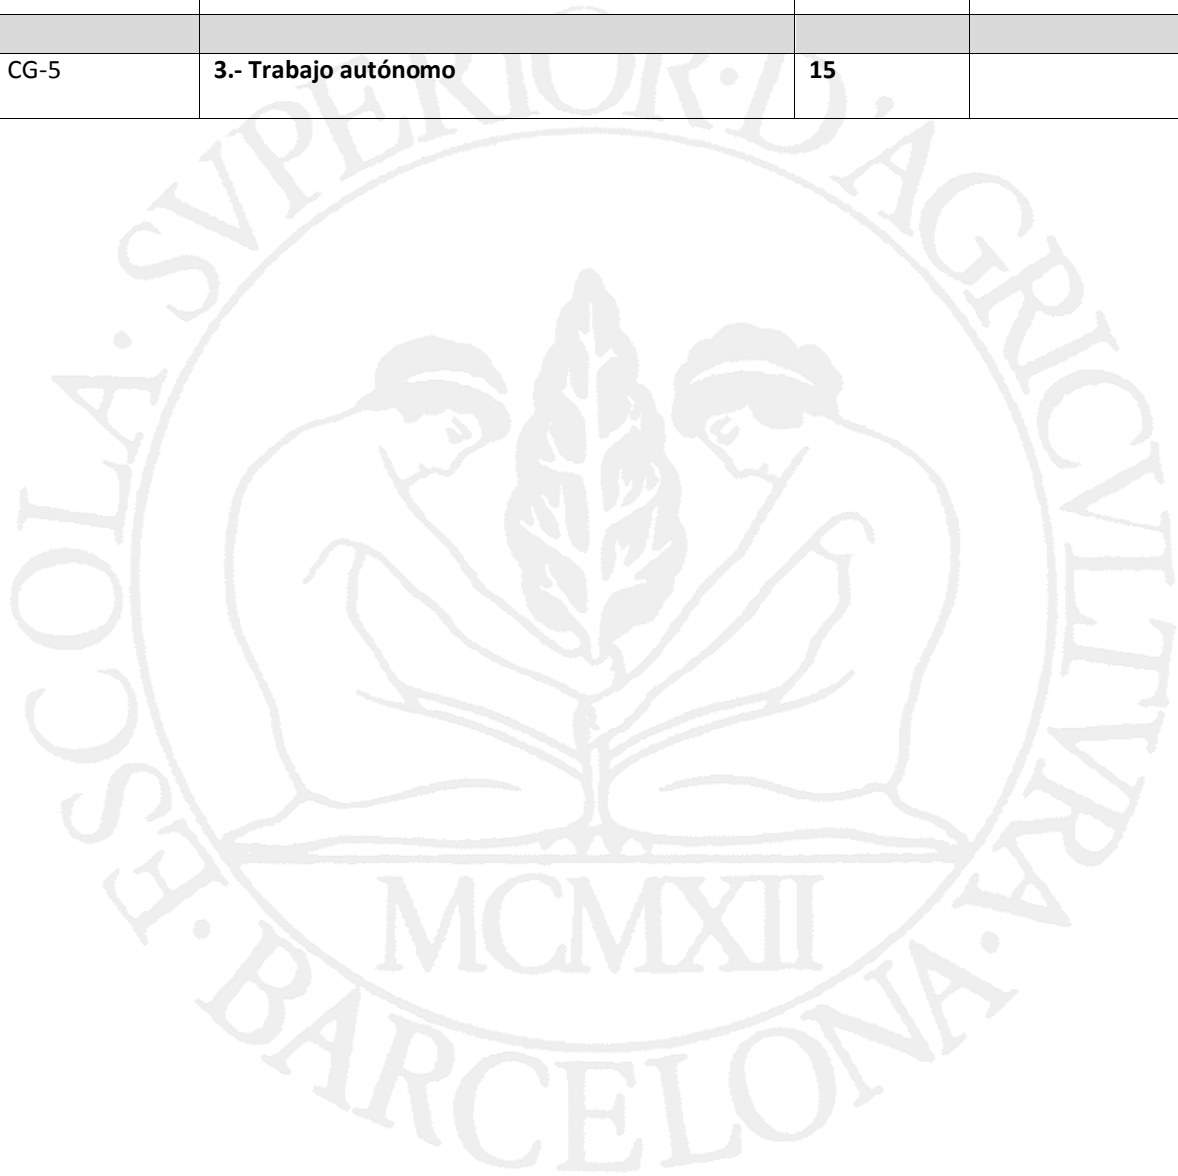 CG-5 3.- Trabajo autónomo 15
ESCOLA · SVPERIOR · D'AGRICVLTVRA · BARCELONA ·
MCMXII